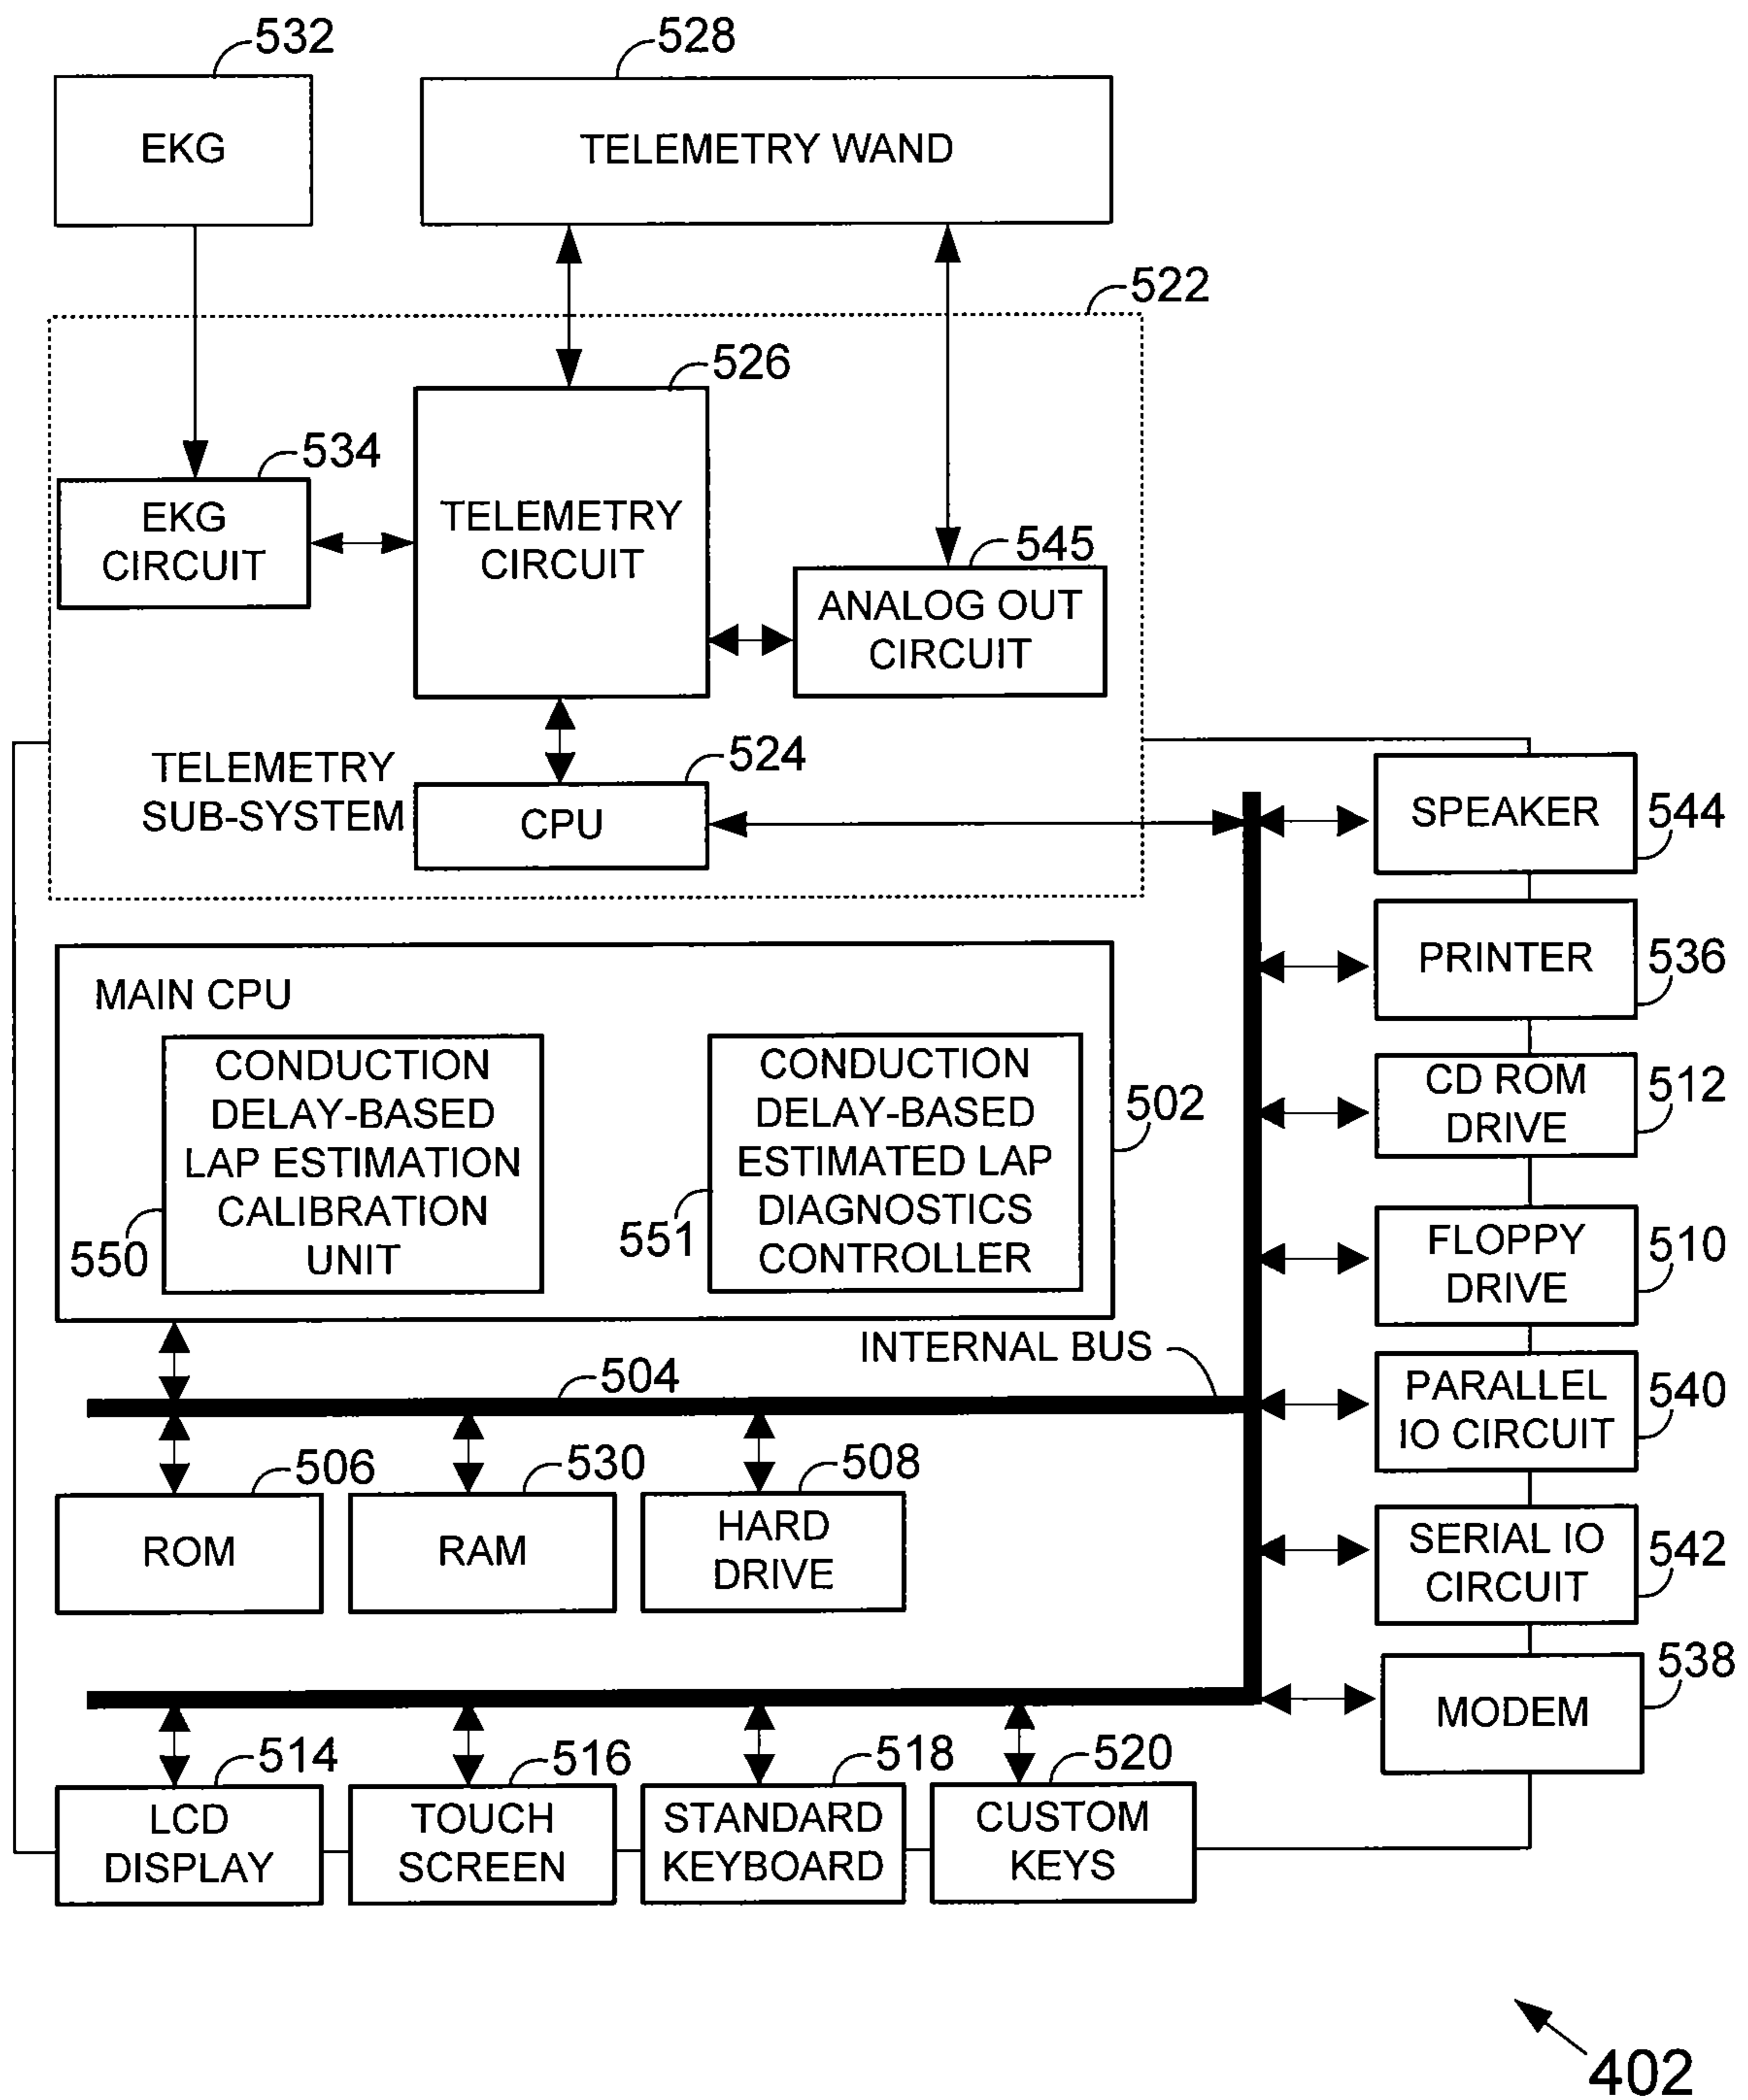 532
528
EKG
TELEMETRY WAND
522
526
534
EKG
CIRCUIT
TELEMETRY
CIRCUIT
545
ANALOG OUT
CIRCUIT
TELEMETRY
SUB-SYSTEM
524
CPU
SPEAKER
544
PRINTER
536
MAIN CPU
CONDUCTION
DELAY-BASED
LAP ESTIMATION
CALIBRATION
UNIT
550
CONDUCTION
DELAY-BASED
ESTIMATED LAP
DIAGNOSTICS
CONTROLLER
551
502
CD ROM
DRIVE
512
FLOPPY
DRIVE
510
INTERNAL BUS
504
PARALLEL
IO CIRCUIT
540
506
530
508
ROM
RAM
HARD
DRIVE
SERIAL IO
CIRCUIT
542
MODEM
538
514
516
518
520
LCD
DISPLAY
TOUCH
SCREEN
STANDARD
KEYBOARD
CUSTOM
KEYS
402